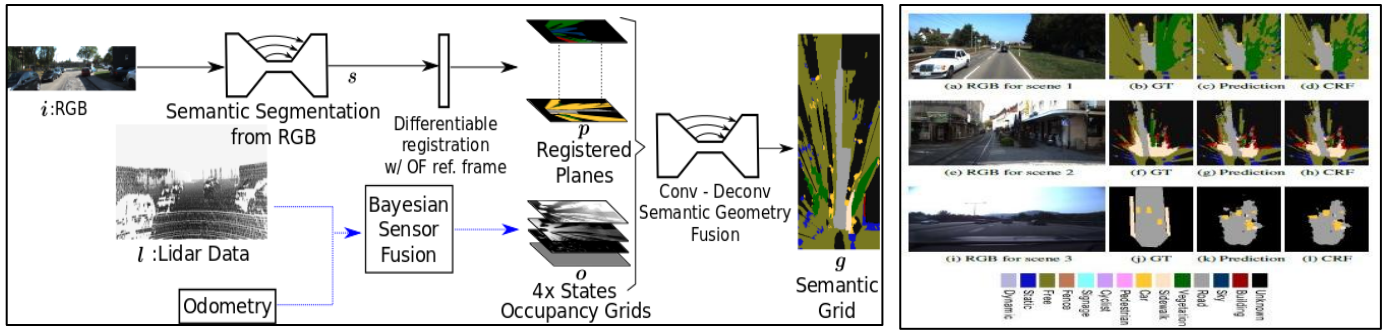 i:RGB
Semantic Segmentation
from RGB
s
Differentiable
registration
w/ OF ref. frame
p
Registered
Planes
l :Lidar Data
Odometry
Bayesian
Sensor
Fusion
o
4x States
Occupancy Grids
Conv - Deconv
Semantic Geometry
Fusion
g
Semantic
Grid
(a) RGB for scene 1 (b) GT (c) Prediction (d) CRF
(e) RGB for scene 2 (f) GT (g) Prediction (h) CRF
(i) RGB for scene 3 (j) GT (k) Prediction (l) CRF
Dynamic
Static
Free
Fence
Signage
Cyclist
Pedestrian
Car
Sidewalk
Vegetation
Road
Sky
Building
Unknown